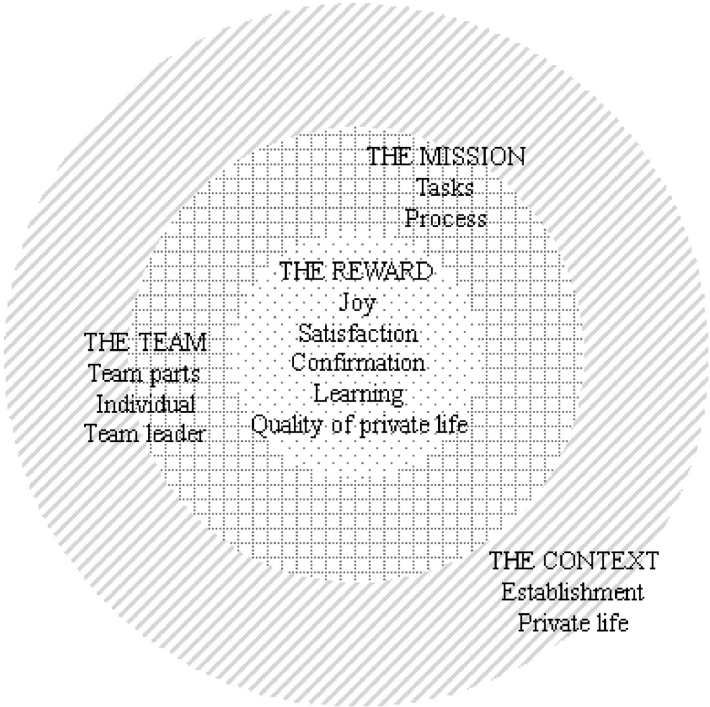 THE MISSION
Tasks
Process
THE REWARD
Joy
Satisfaction
Confirmation
Learning
Quality of private life
THE TEAM
Team parts
Individual
Team leader
THE CONTEXT
Establishment
Private life